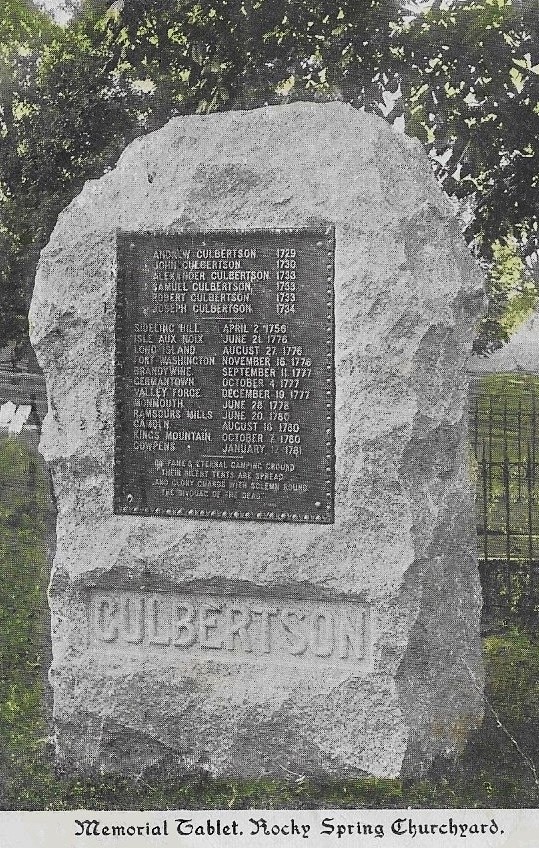 ANDREW CULBERTSON 1729
JOHN CULBERTSON 1730
ALEXANDER CULBERTSON 1733
SAMUEL CULBERTSON 1733
ROBERT CULBERTSON 1733
JOSEPH CULBERTSON 1734
SIDELING HILL APRIL 2 1756
ISLE AUX NOIX JUNE 21. 1776
LONG ISLAND AUGUST 27. 1776
FORT WASHINGTON NOVEMBER 16. 1776
BRANDYWINE SEPTEMBER 11. 1777
GERMANTOWN OCTOBER 4 1777
VALLEY FORGE DECEMBER 19 1777
MONMOUTH JUNE 28 1778
RAMSOURS MILLS JUNE 20 1780
CAMDEN AUGUST 16 1780
KINGS MOUNTAIN OCTOBER 7 1780
COWPENS JANUARY 17 1781
ON FAME'S ETERNAL CAMPING GROUND
THEIR SILENT TENTS ARE SPREAD
AND GLORY GUARDS WITH SOLEMN ROUND
THE BIVOUAC OF THE DEAD
CULBERTSON
Memorial Tablet. Rocky Spring Churchyard.